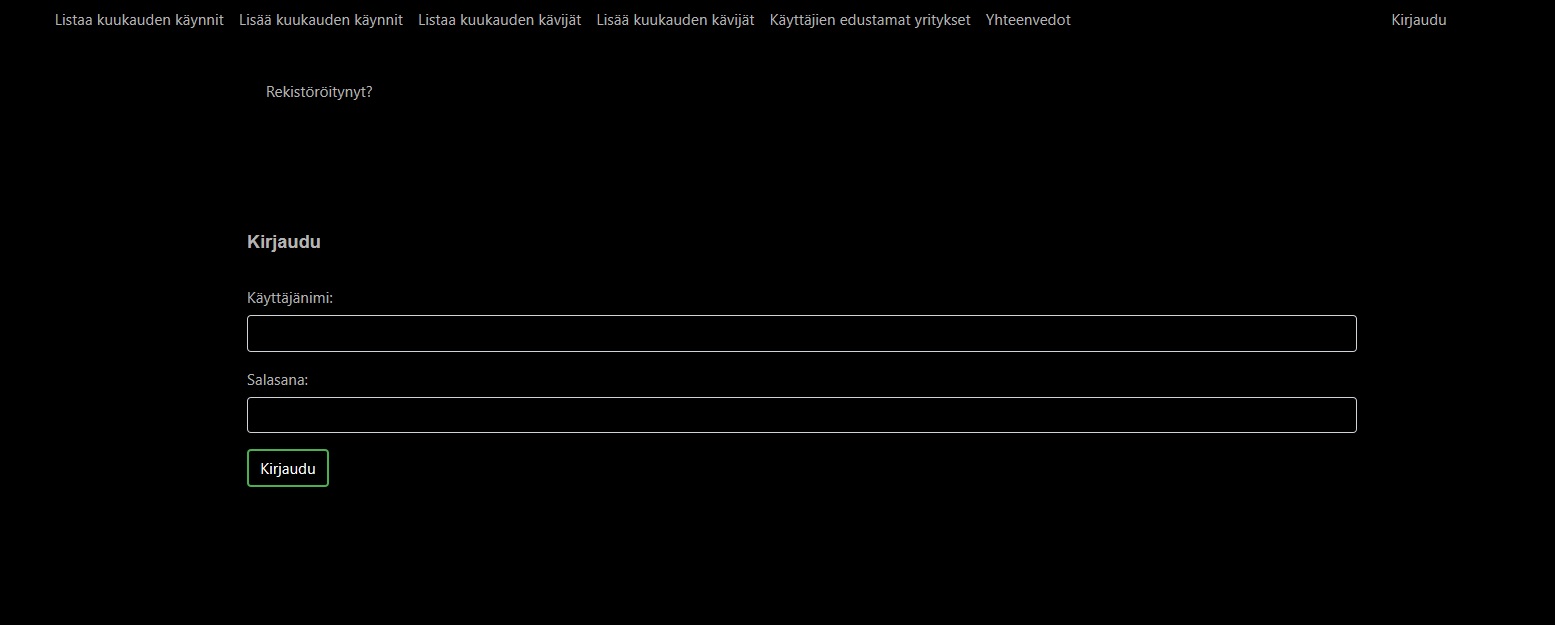 Listaa kuukauden käynnit Lisää kuukauden käynnit Listaa kuukauden kävijät Lisää kuukauden kävijät Käyttäjien edustamat yritykset Yhteenvedot Kirjaudu
Rekistöröitynyt?
Kirjaudu
Käyttäjänimi:
Salasana:
Kirjaudu